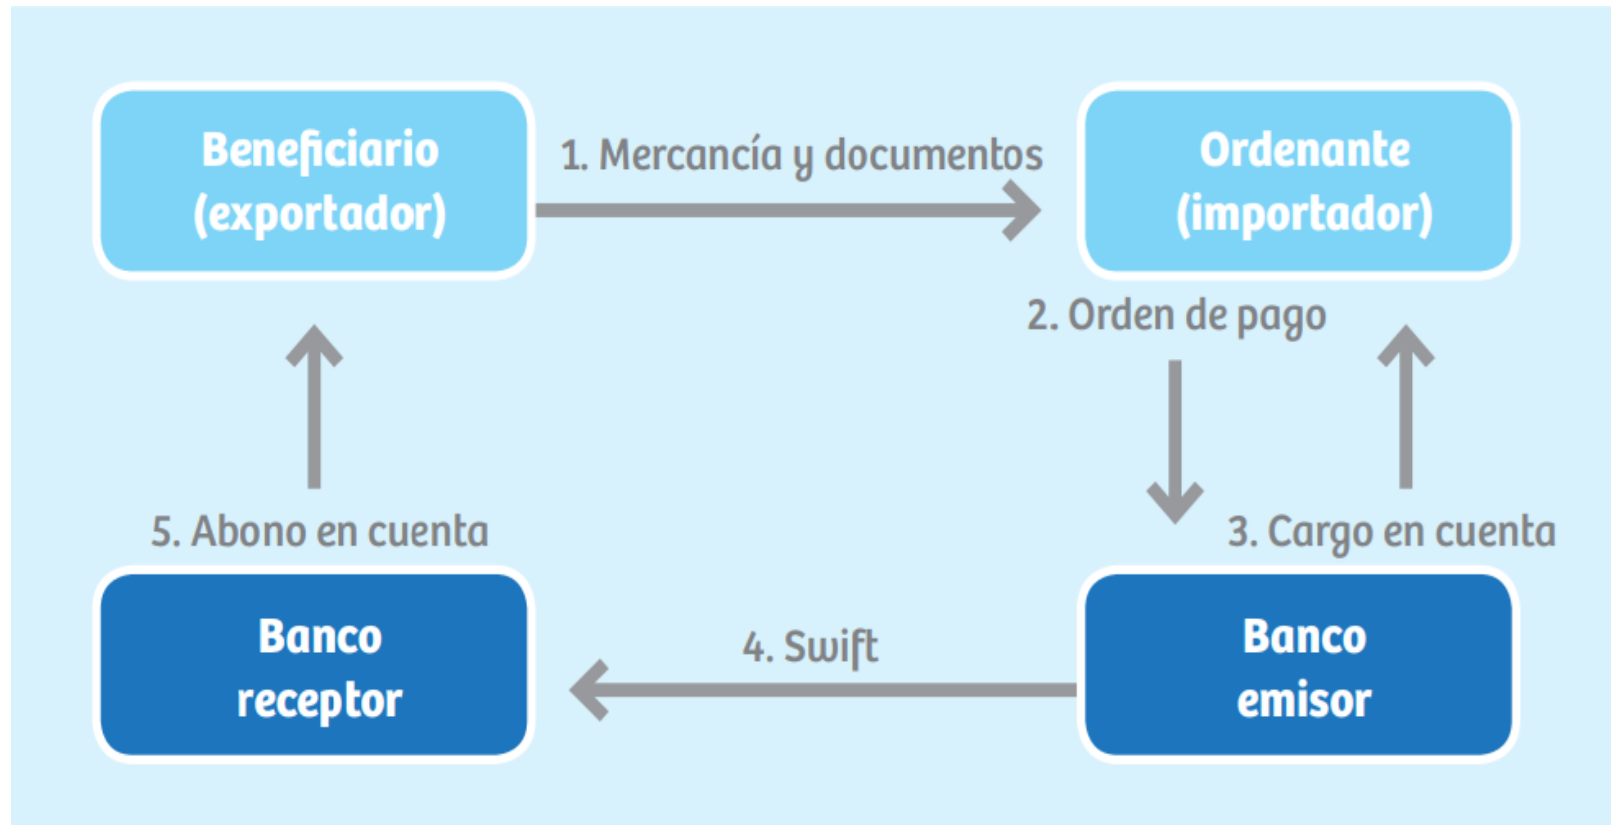 Beneficiario
(exportador)
1. Mercancía y documentos
Ordenante
(importador)
2. Orden de pago
5. Abono en cuenta
3. Cargo en cuenta
Banco
receptor
4. Swift
Banco
emisor